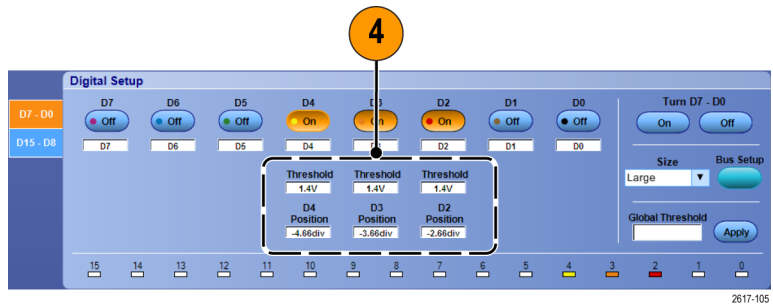 4
Digital Setup
D7 - D0
D15 - D8
D7 D6 D5 D4 D3 D2 D1 D0
Off Off Off On On On Off Off
D7 D6 D5 D4 D2 D1 D0
Threshold Threshold Threshold
1.4V 1.4V 1.4V
D4 D3 D2
Position Position Position
-4.66div -3.66div -2.66div
Turn D7 - D0
On Off
Size Bus Setup
Large
Global Threshold
Apply
15 14 13 12 11 10 9 8 7 6 5 4 3 2 1 0
2617-105